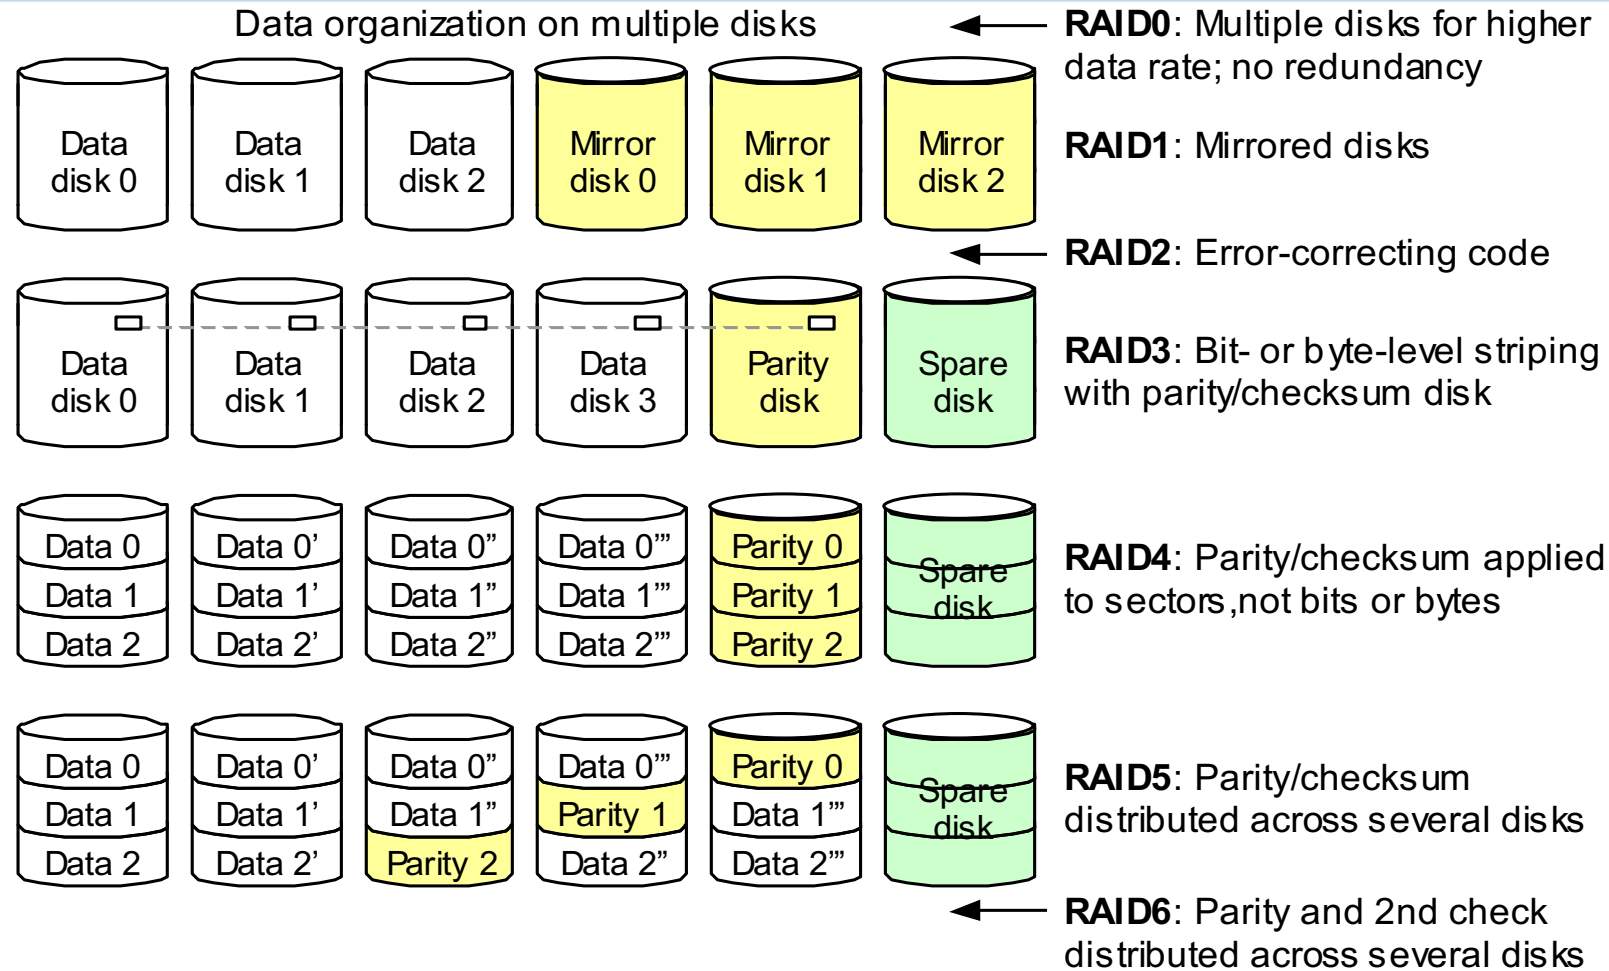 Data organization on multiple disks
RAID0: Multiple disks for higher
data rate; no redundancy
Data disk 0
Data disk 1
Data disk 2
Mirror disk 0
Mirror disk 1
Mirror disk 2
RAID1: Mirrored disks
RAID2: Error-correcting code
Data disk 0
Data disk 1
Data disk 2
Data disk 3
Parity disk
Spare disk
RAID3: Bit- or byte-level striping
with parity/checksum disk
Data 0 Data 0' Data 0” Data 0”' Parity 0
Data 1 Data 1' Data 1” Data 1”' Parity 1
Data 2 Data 2' Data 2” Data 2”' Parity 2
Spare
disk
RAID4: Parity/checksum applied
to sectors,not bits or bytes
Data 0 Data 0' Data 0” Data 0”' Parity 0
Data 1 Data 1' Data 1” Parity 1 Data 1”'
Data 2 Data 2' Parity 2 Data 2” Data 2”'
Spare
disk
RAID5: Parity/checksum
distributed across several disks
RAID6: Parity and 2nd check
distributed across several disks